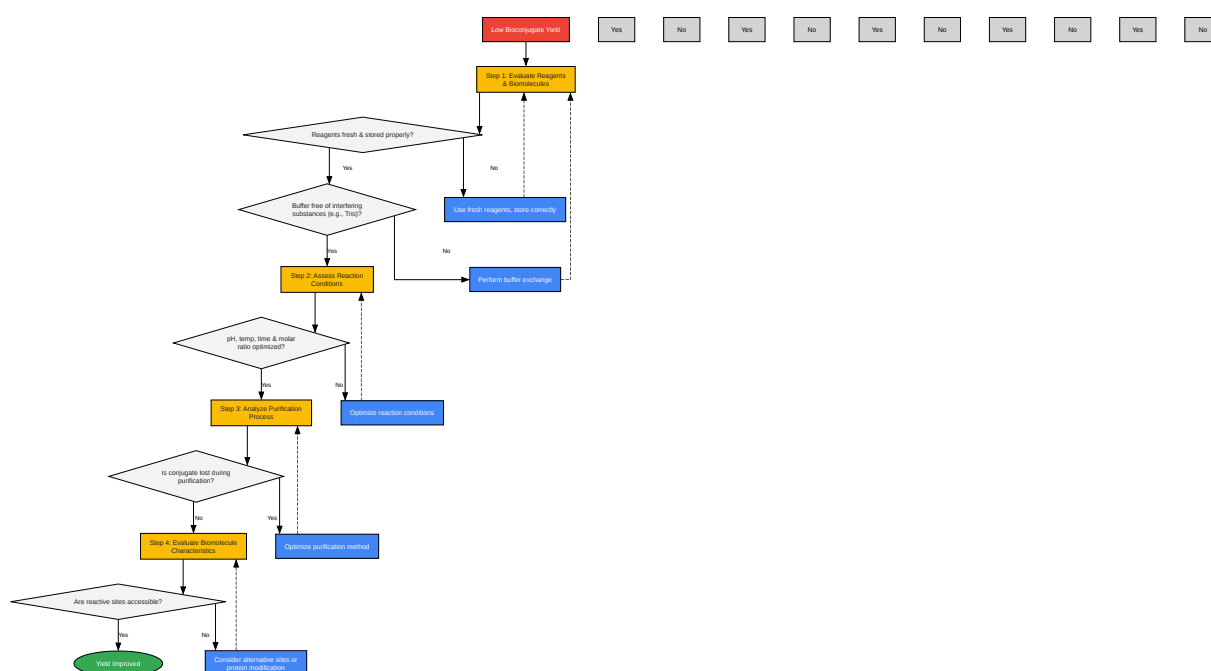 Low Bioconjugate Yield
Yes
No
Yes
No
Yes
No
Yes
No
Yes
No
Step 1: Evaluate Reagents
& Biomolecules
Reagents fresh & stored properly?
Yes
No
Buffer free of interfering
substances (e.g., Tris)?
Use fresh reagents, store correctly
Yes
No
Step 2: Assess Reaction
Conditions
Perform buffer exchange
pH, temp, time & molar
ratio optimized?
Yes
No
Step 3: Analyze Purification
Process
Optimize reaction conditions
Is conjugate lost during
purification?
No
Yes
Step 4: Evaluate Biomolecule
Characteristics
Optimize purification method
Are reactive sites accessible?
Yes
No
Yield Improved
Consider alternative sites or
protein modification